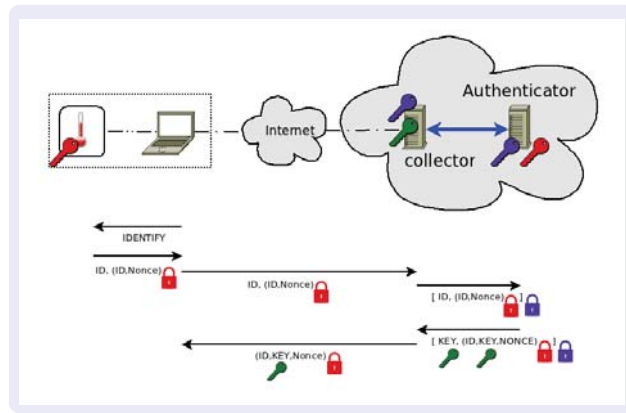 Authenticator
Internet
collector
IDENTIFY
ID, (ID,Nonce)
ID, (ID,Nonce)
[ ID, (ID,Nonce) ]
[ KEY, (ID,KEY,NONCE) ]
(ID,KEY,Nonce)